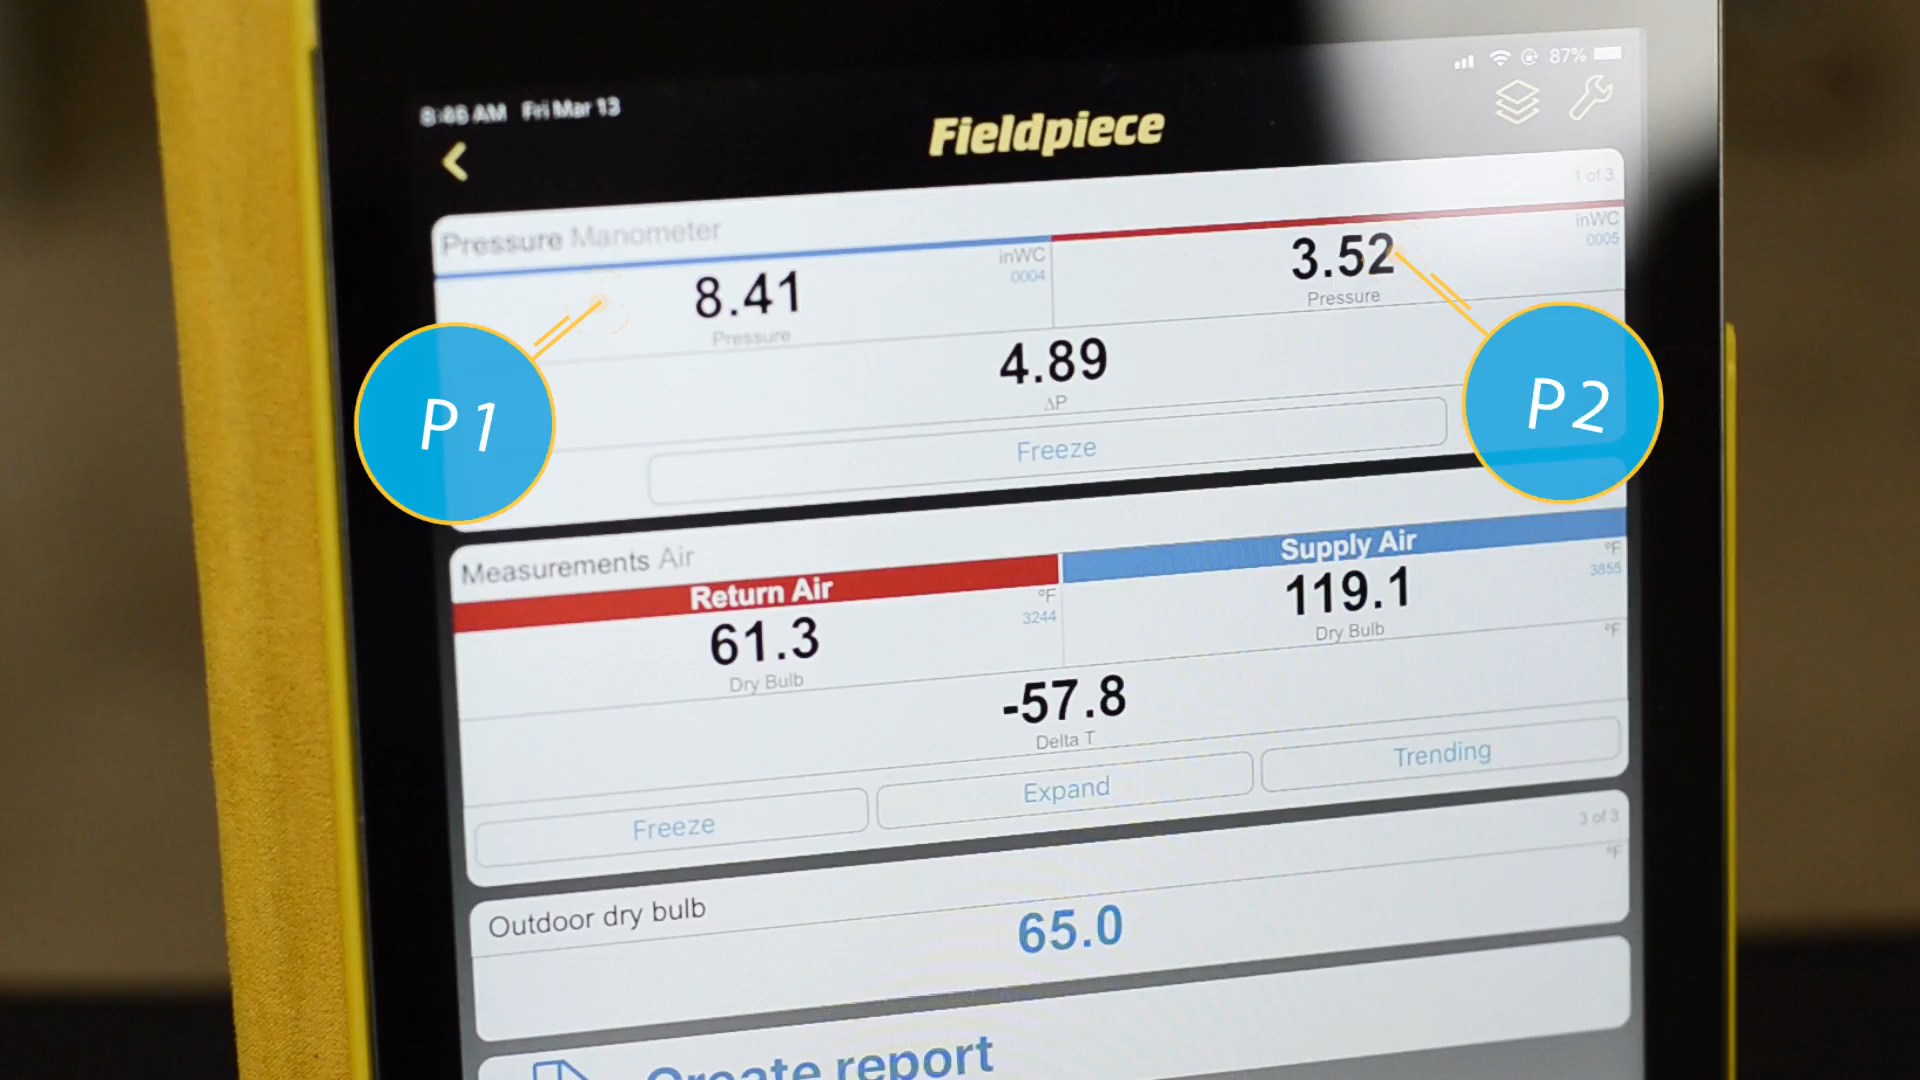 8:46 AM Fri Mar 13
87%
Fieldpiece
1 of 3
Pressure Manometer
inWC
0004
8.41
Pressure
inWC
0005
3.52
Pressure
4.89
ΔP
Freeze
P1
P2
Measurements Air
Return Air
°F
3244
61.3
Dry Bulb
Supply Air
°F
3855
119.1
Dry Bulb
°F
-57.8
Delta T
Freeze
Expand
Trending
3 of 3
Outdoor dry bulb
°F
65.0
Create report